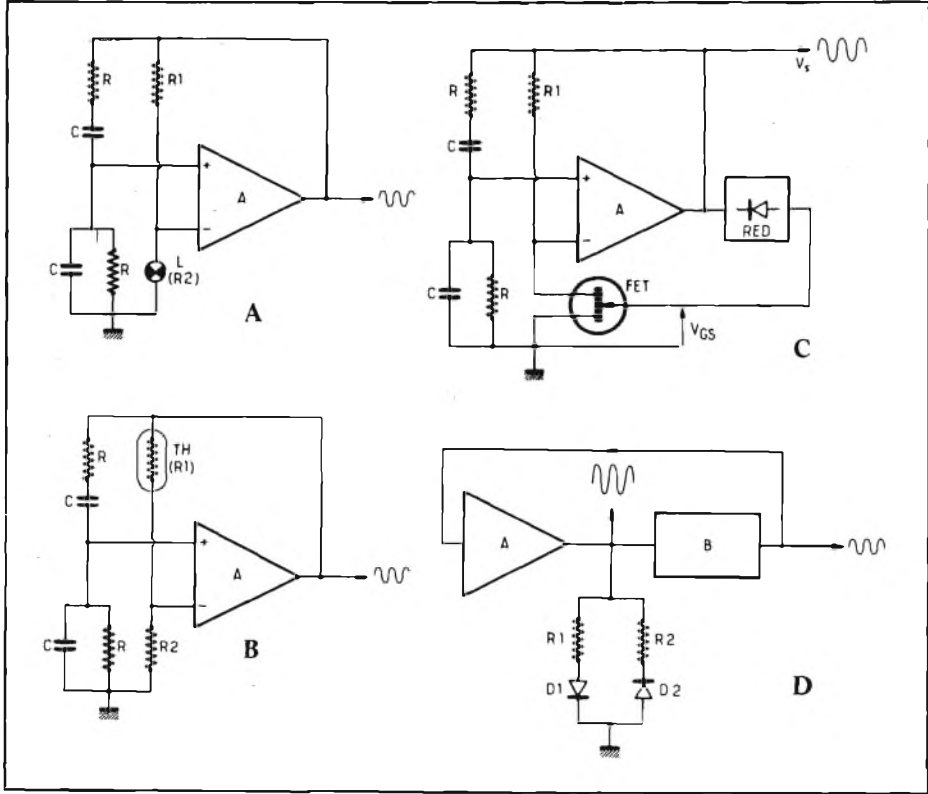 R
R1
C
+
A
−
C
R
L
(R2)
A
R
R1
C
+
A
−
Vs
RED
FET
C
R
VGS
C
R
TH
(R1)
C
+
A
−
C
R
R2
B
A
B
R1
R2
D1
D2
D